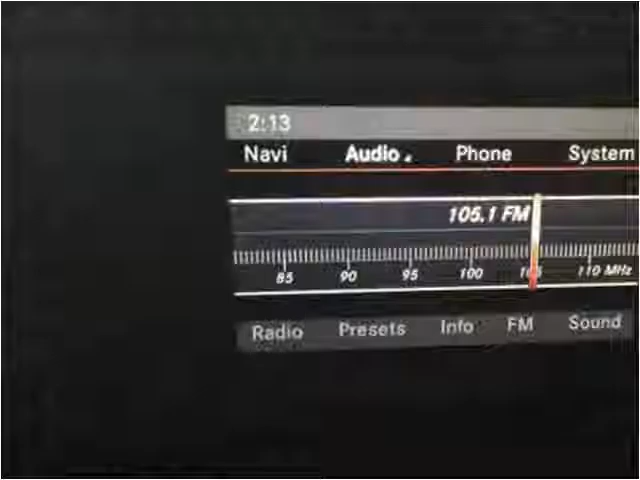 2:13
Navi Audio Phone System
105.1 FM
85 90 95 100 105 110 MHz
Radio Presets Info FM Sound